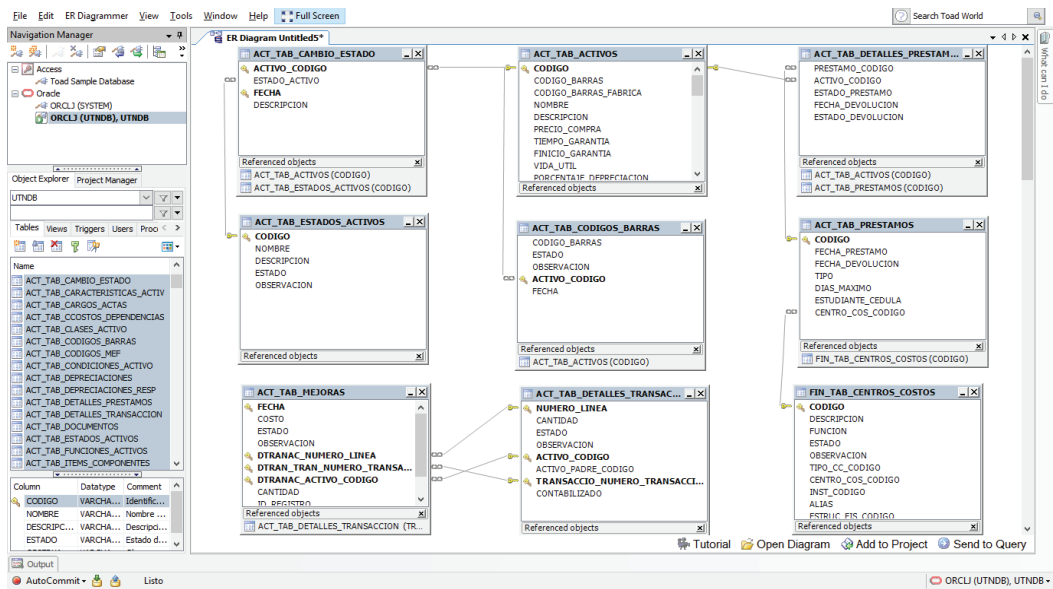 File Edit ER Diagrammer View Tools Window Help Full Screen
Search Toad World
Navigation Manager
Access
Toad Sample Database
Oracle
ORCLJ (SYSTEM)
ORCLJ (UTNDB), UTNDB
Object Explorer Project Manager
UTNDB
Tables Views Triggers Users Proc
Name
ACT_TAB_CAMBIO_ESTADO
ACT_TAB_CARACTERISTICAS_ACTIV
ACT_TAB_CARGOS_ACTAS
ACT_TAB_CCOSTOS_DEPENDENCIAS
ACT_TAB_CLASES_ACTIVO
ACT_TAB_CODIGOS_BARRAS
ACT_TAB_CODIGOS_MEF
ACT_TAB_CONDICIONES_ACTIVO
ACT_TAB_DEPRECIACIONES
ACT_TAB_DEPRECIACIONES_RESP
ACT_TAB_DETALLES_PRESTAMOS
ACT_TAB_DETALLES_TRANSACCION
ACT_TAB_DOCUMENTOS
ACT_TAB_ESTADOS_ACTIVOS
ACT_TAB_FUNCIONES_ACTIVOS
ACT_TAB_ITEMS_COMPONENTES
Column Datatype Comment
CODIGO VARCHA... Identific...
NOMBRE VARCHA... Nombre ...
DESCRIPC... VARCHA... Descripci...
ESTADO VARCHA... Estado d...
ER Diagram Untitled5*
ACT_TAB_CAMBIO_ESTADO
ACTIVO_CODIGO
ESTADO_ACTIVO
FECHA
DESCRIPCION
Referenced objects
ACT_TAB_ACTIVOS (CODIGO)
ACT_TAB_ESTADOS_ACTIVOS (CODIGO)
ACT_TAB_ACTIVOS
CODIGO
CODIGO_BARRAS
CODIGO_BARRAS_FABRICA
NOMBRE
DESCRIPCION
PRECIO_COMPRA
TIEMPO_GARANTIA
FINICIO_GARANTIA
VIDA_UTIL
PORCENTAJE_DEPRECIACION
Referenced objects
ACT_TAB_DETALLES_PRESTAM...
PRESTAMO_CODIGO
ACTIVO_CODIGO
ESTADO_PRESTAMO
FECHA_DEVOLUCION
ESTADO_DEVOLUCION
Referenced objects
ACT_TAB_ACTIVOS (CODIGO)
ACT_TAB_PRESTAMOS (CODIGO)
ACT_TAB_ESTADOS_ACTIVOS
CODIGO
NOMBRE
DESCRIPCION
ESTADO
OBSERVACION
Referenced objects
ACT_TAB_CODIGOS_BARRAS
CODIGO_BARRAS
ESTADO
OBSERVACION
ACTIVO_CODIGO
FECHA
Referenced objects
ACT_TAB_ACTIVOS (CODIGO)
ACT_TAB_PRESTAMOS
CODIGO
FECHA_PRESTAMO
FECHA_DEVOLUCION
TIPO
DIAS_MAXIMO
ESTUDIANTE_CEDULA
CENTRO_COS_CODIGO
Referenced objects
FIN_TAB_CENTROS_COSTOS (CODIGO)
ACT_TAB_MEJORAS
FECHA
COSTO
ESTADO
OBSERVACION
DTRANAC_NUMERO_LINEA
DTRAN_TRAN_NUMERO_TRANSA...
DTRANAC_ACTIVO_CODIGO
CANTIDAD
ID_REGISTRO
Referenced objects
ACT_TAB_DETALLES_TRANSACCION (TR...
ACT_TAB_DETALLES_TRANSAC...
NUMERO_LINEA
CANTIDAD
ESTADO
OBSERVACION
ACTIVO_CODIGO
ACTIVO_PADRE_CODIGO
TRANSACCIO_NUMERO_TRANSACCI...
CONTABILIZADO
Referenced objects
FIN_TAB_CENTROS_COSTOS
CODIGO
DESCRIPCION
FUNCION
ESTADO
OBSERVACION
TIPO_CC_CODIGO
CENTRO_COS_CODIGO
INST_CODIGO
ALIAS
ESTRUC_FIS_CODIGO
Referenced objects
What can I do
Tutorial Open Diagram Add to Project Send to Query
Output
AutoCommit Listo ORCLJ (UTNDB), UTNDB